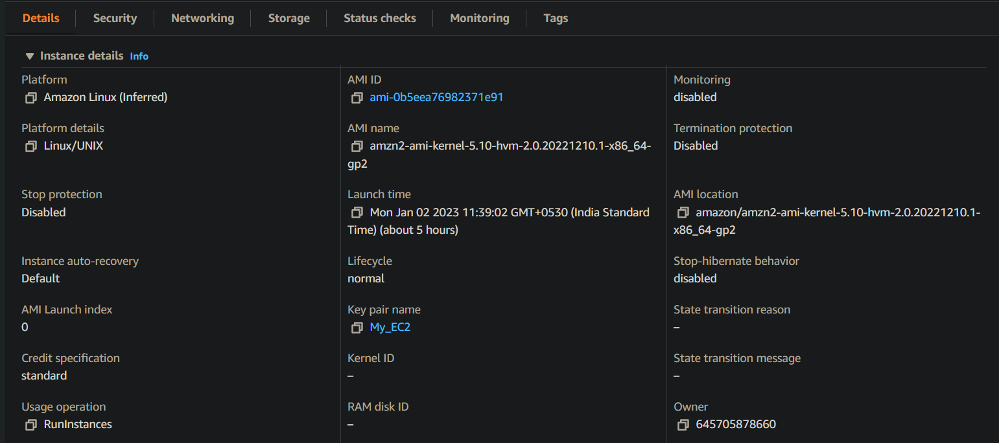 Details
Security
Networking
Storage
Status checks
Monitoring
Tags
Instance details Info
Platform
Amazon Linux (Inferred)
AMI ID
ami-0b5eea76982371e91
Monitoring
disabled
Platform details
Linux/UNIX
AMI name
amzn2-ami-kernel-5.10-hvm-2.0.20221210.1-x86_64-
gp2
Termination protection
Disabled
Stop protection
Disabled
Launch time
Mon Jan 02 2023 11:39:02 GMT+0530 (India Standard
Time) (about 5 hours)
AMI location
amazon/amzn2-ami-kernel-5.10-hvm-2.0.20221210.1-
x86_64-gp2
Instance auto-recovery
Default
Lifecycle
normal
Stop-hibernate behavior
disabled
AMI Launch index
0
Key pair name
My_EC2
State transition reason
–
Credit specification
standard
Kernel ID
–
State transition message
–
Usage operation
RunInstances
RAM disk ID
–
Owner
645705878660